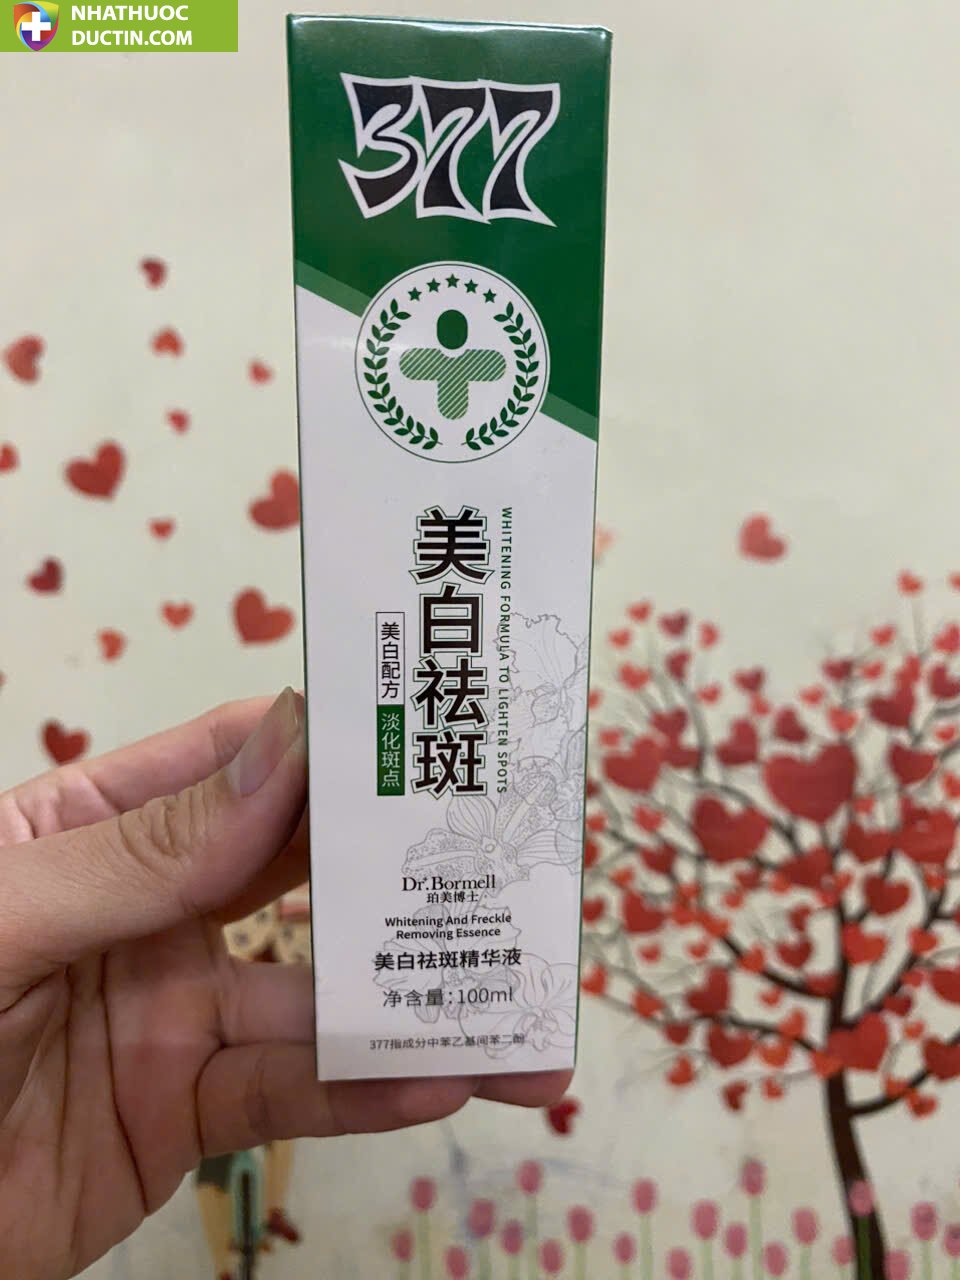 NHATHUOC
DUCTIN.COM
377
美白祛斑
WHITENING FORMULA TO LIGHTEN SPOTS
美白配方
淡化斑点
Dr.Bormell
珀美博士
Whitening And Freckle
Removing Essence
美白祛斑精华液
净含量:100ml
377指成分中苯乙基间苯二酚